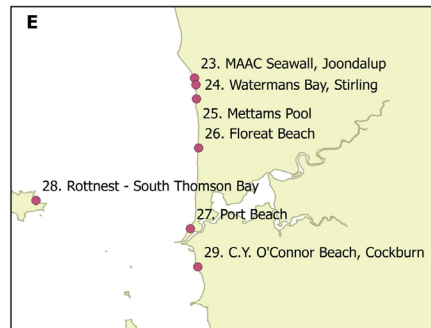 E
23. MAAC Seawall, Joondalup
24. Watermans Bay, Stirling
25. Mettams Pool
26. Floreat Beach
28. Rottnest - South Thomson Bay
27. Port Beach
29. C.Y. O'Connor Beach, Cockburn